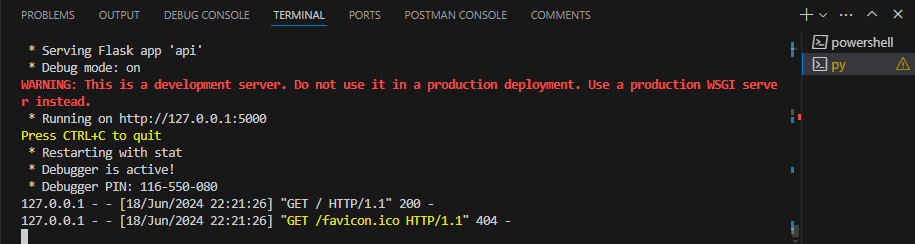 PROBLEMS OUTPUT DEBUG CONSOLE TERMINAL PORTS POSTMAN CONSOLE COMMENTS
* Serving Flask app 'api'
* Debug mode: on
WARNING: This is a development server. Do not use it in a production deployment. Use a production WSGI serve
r instead.
* Running on http://127.0.0.1:5000
Press CTRL+C to quit
* Restarting with stat
* Debugger is active!
* Debugger PIN: 116-550-080
127.0.0.1 - - [18/Jun/2024 22:21:26] "GET / HTTP/1.1" 200 -
127.0.0.1 - - [18/Jun/2024 22:21:26] "GET /favicon.ico HTTP/1.1" 404 -
powershell
py